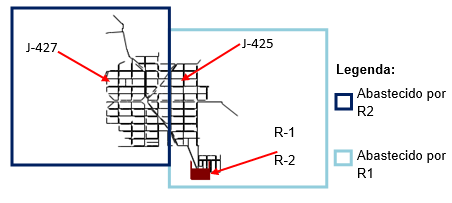 J-427
J-425
R-1
R-2
Legenda:
Abastecido por
R2
Abastecido por
R1